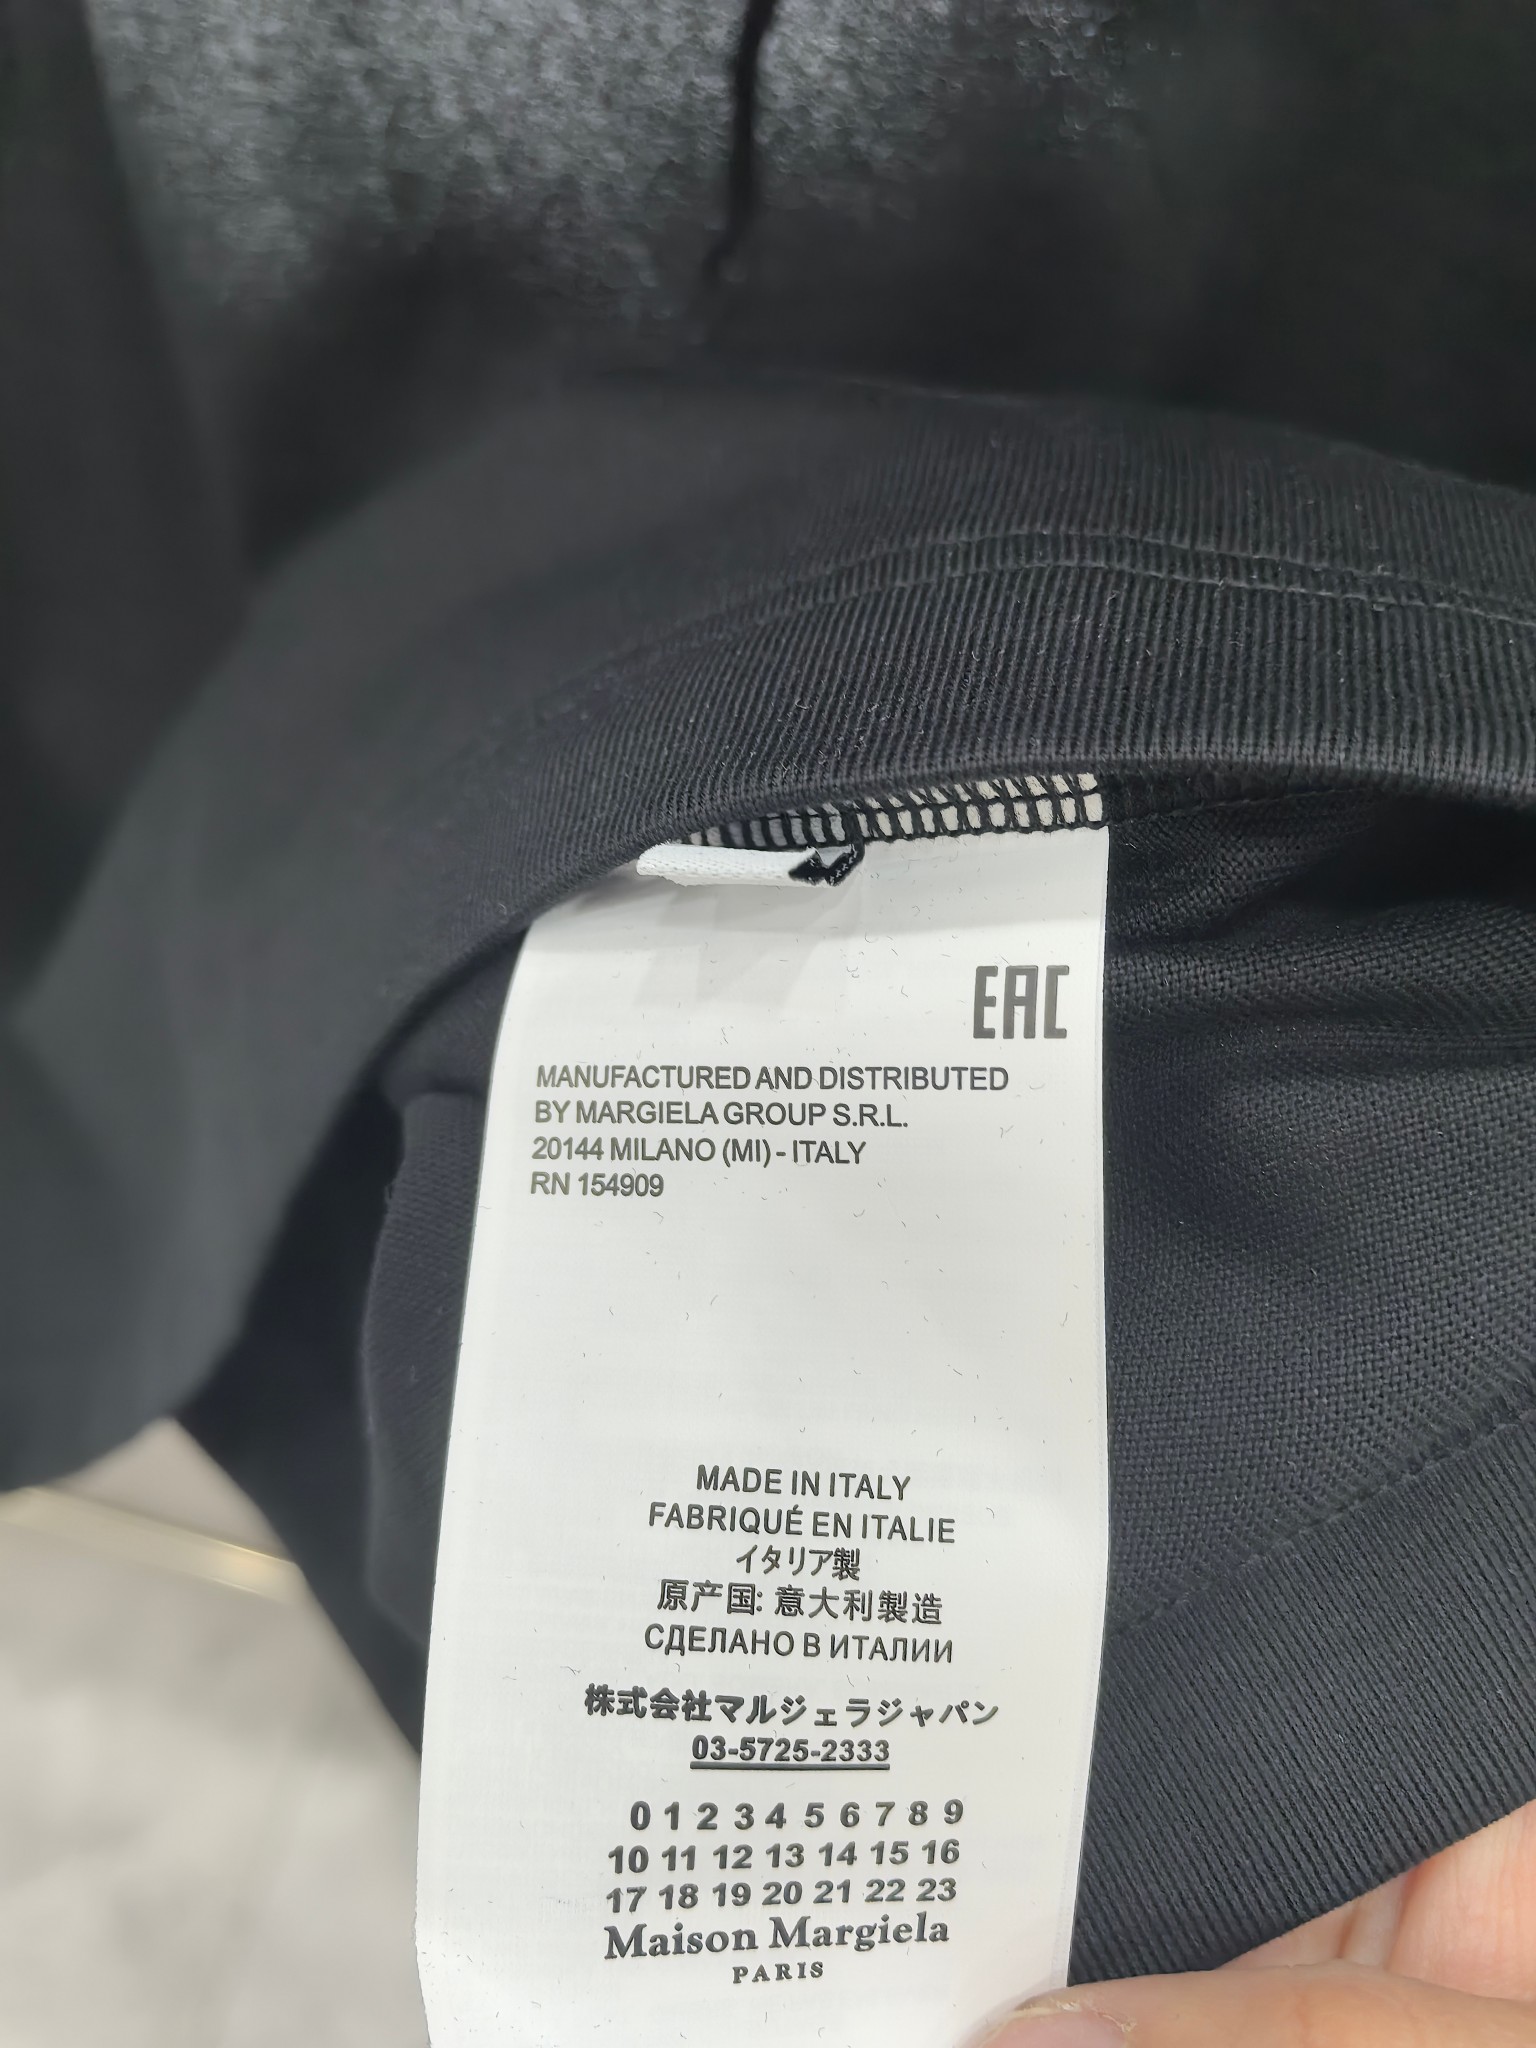 EAC
MANUFACTURED AND DISTRIBUTED
BY MARGIELA GROUP S.R.L.
20144 MILANO (MI) - ITALY
RN 154909
MADE IN ITALY
FABRIQUÉ EN ITALIE
イタリア製
原产国: 意大利製造
СДЕЛАНО В ИТАЛИИ
株式会社マルジェラジャパン
03-5725-2333
0 1 2 3 4 5 6 7 8 9
10 11 12 13 14 15 16
17 18 19 20 21 22 23
Maison Margiela
PARIS